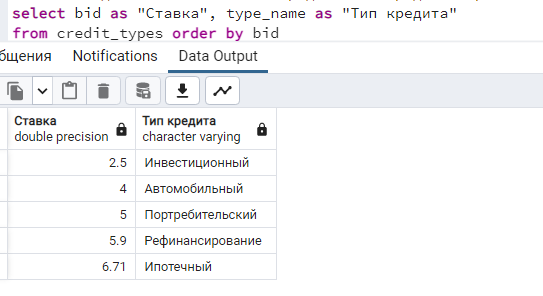 select bid as "Ставка", type_name as "Тип кредита"
from credit_types order by bid
бщения Notifications Data Output
Ставка Тип кредита
double precision character varying
2.5 Инвестиционный
4 Автомобильный
5 Портребительский
5.9 Рефинансирование
6.71 Ипотечный